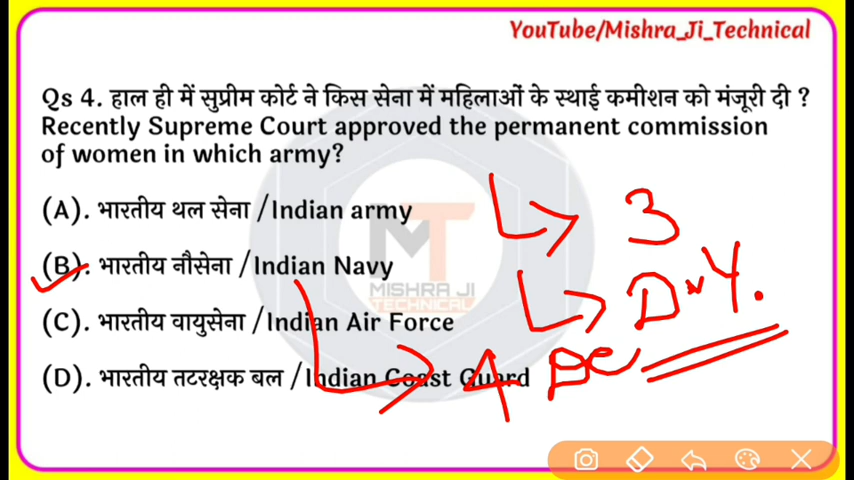 YouTube/Mishra_Ji_Technical
Qs 4. हाल ही में सुप्रीम कोर्ट ने किस सेना में महिलाओं के स्थाई कमीशन को मंजूरी दी ?
Recently Supreme Court approved the permanent commission
of women in which army?
(A). भारतीय थल सेना /Indian army
3
(B). भारतीय नौसेना /Indian Navy
MISHRA JI
TECHNICAL
(C). भारतीय वायुसेना /Indian Air Force
4
(D). भारतीय तटरक्षक बल /Indian Coast Guard